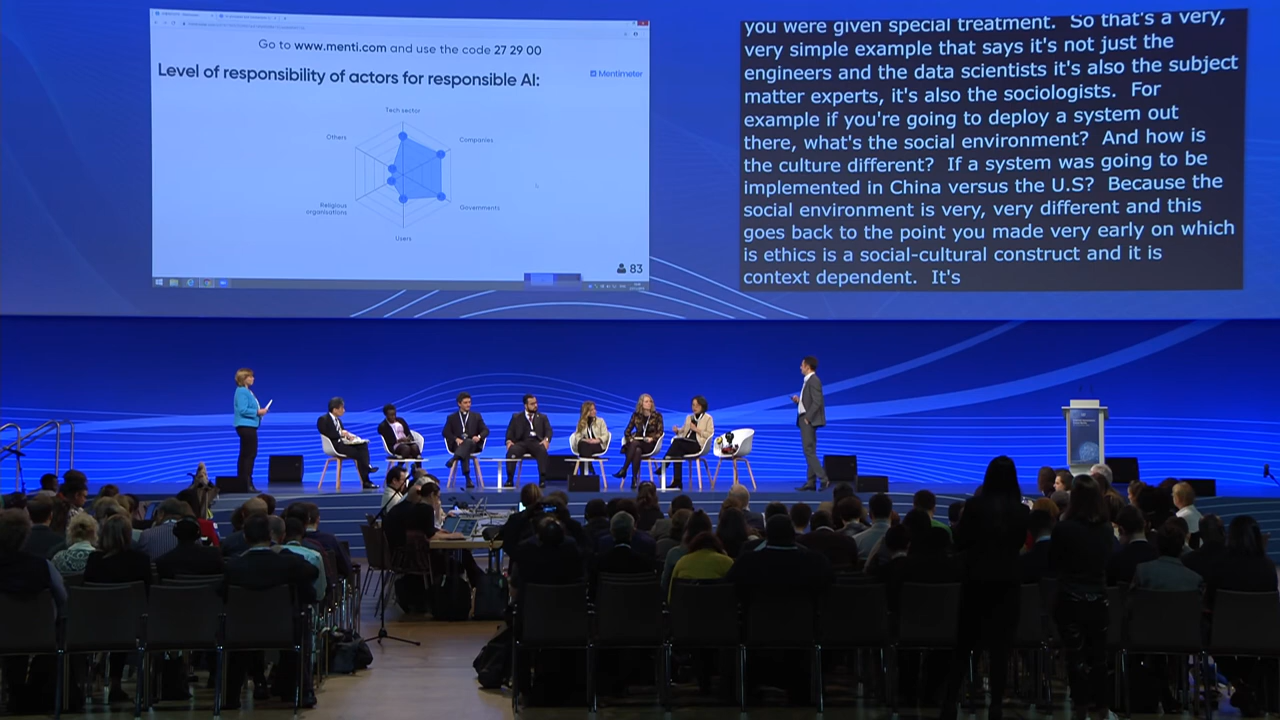 Go to www.menti.com and use the code 27 29 00
Level of responsibility of actors for responsible AI:
Mentimeter
Tech sector
Others
Companies
Religious
organisations
Governments
Users
83
you were given special treatment.  So that's a very,
very simple example that says it's not just the
engineers and the data scientists it's also the subject
matter experts, it's also the sociologists.  For
example if you're going to deploy a system out
there, what's the social environment?  And how is
the culture different?  If a system was going to be
implemented in China versus the U.S?  Because the
social environment is very, very different and this
goes back to the point you made very early on which
is ethics is a social-cultural construct and it is
context dependent.  It's